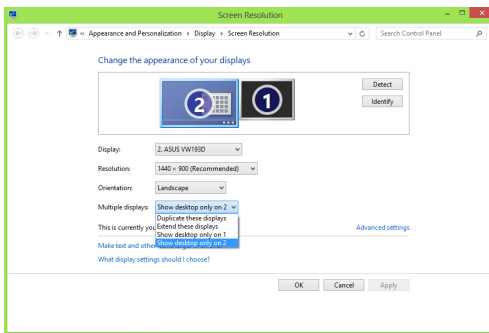 Screen Resolution
« Appearance and Personalization ▸ Display ▸ Screen Resolution
Search Control Panel
Change the appearance of your displays
2
1
Detect
Identify
Display: 2. ASUS VW193D
Resolution: 1440 × 900 (Recommended)
Orientation: Landscape
Multiple displays: Show desktop only on 2
Duplicate these displays
This is currently you
Extend these displays
Advanced settings
Show desktop only on 1
Make text and othe
Show desktop only on 2
What display settings should I choose?
OK Cancel Apply